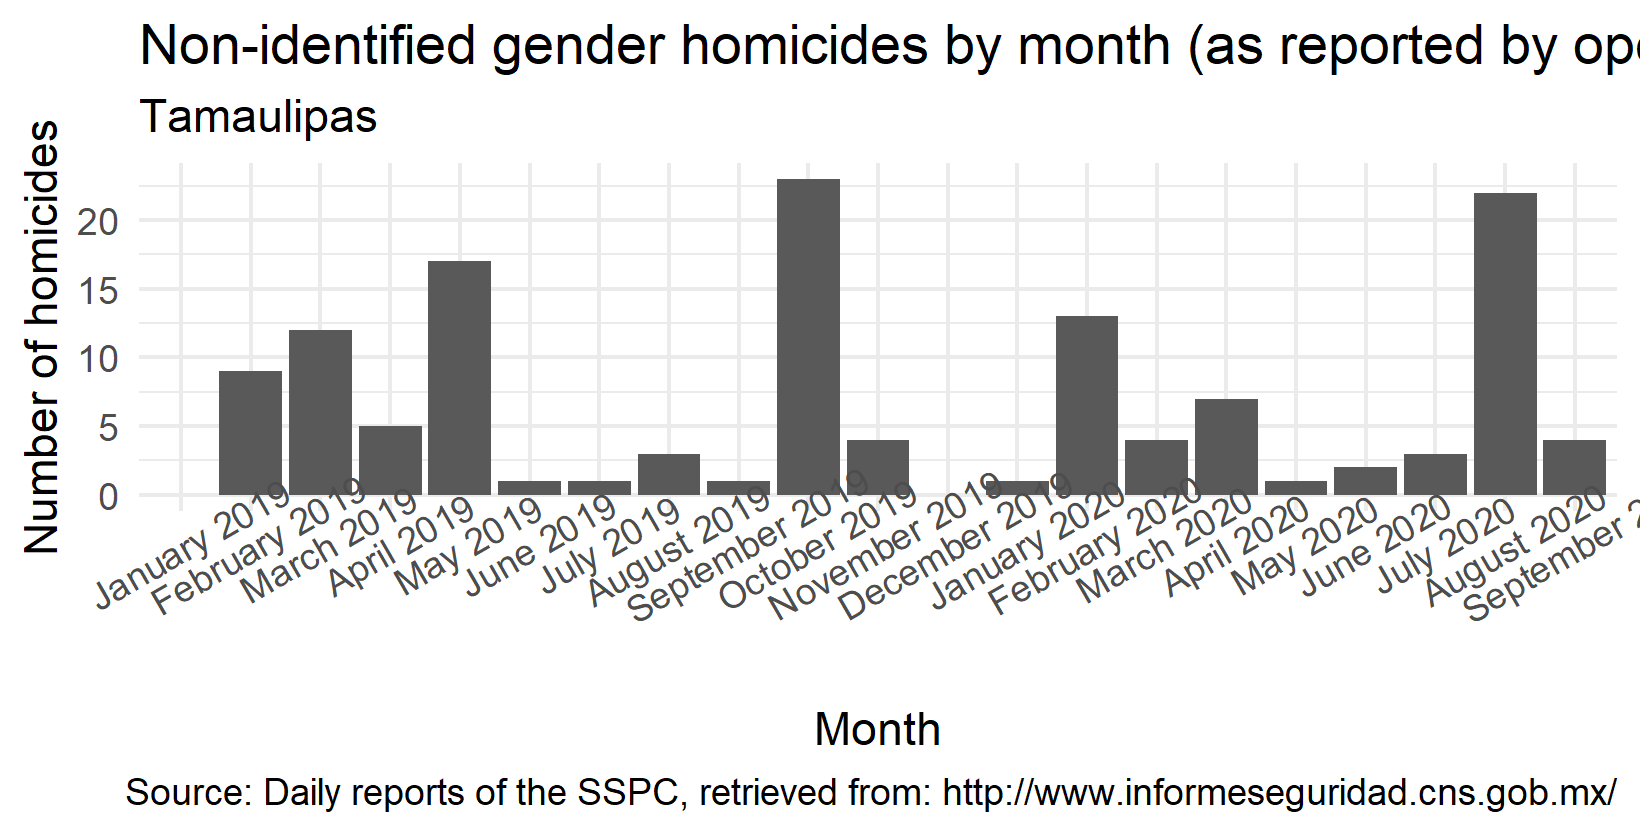 Non-identified gender homicides by month (as reported by ope
Tamaulipas
Number of homicides
20
15
10
5
0
January 2019
February 2019
March 2019
April 2019
May 2019
June 2019
July 2019
August 2019
September 2019
October 2019
November 2019
December 2019
January 2020
February 2020
March 2020
April 2020
May 2020
June 2020
July 2020
August 2020
September 2
Month
Source: Daily reports of the SSPC, retrieved from: http://www.informeseguridad.cns.gob.mx/